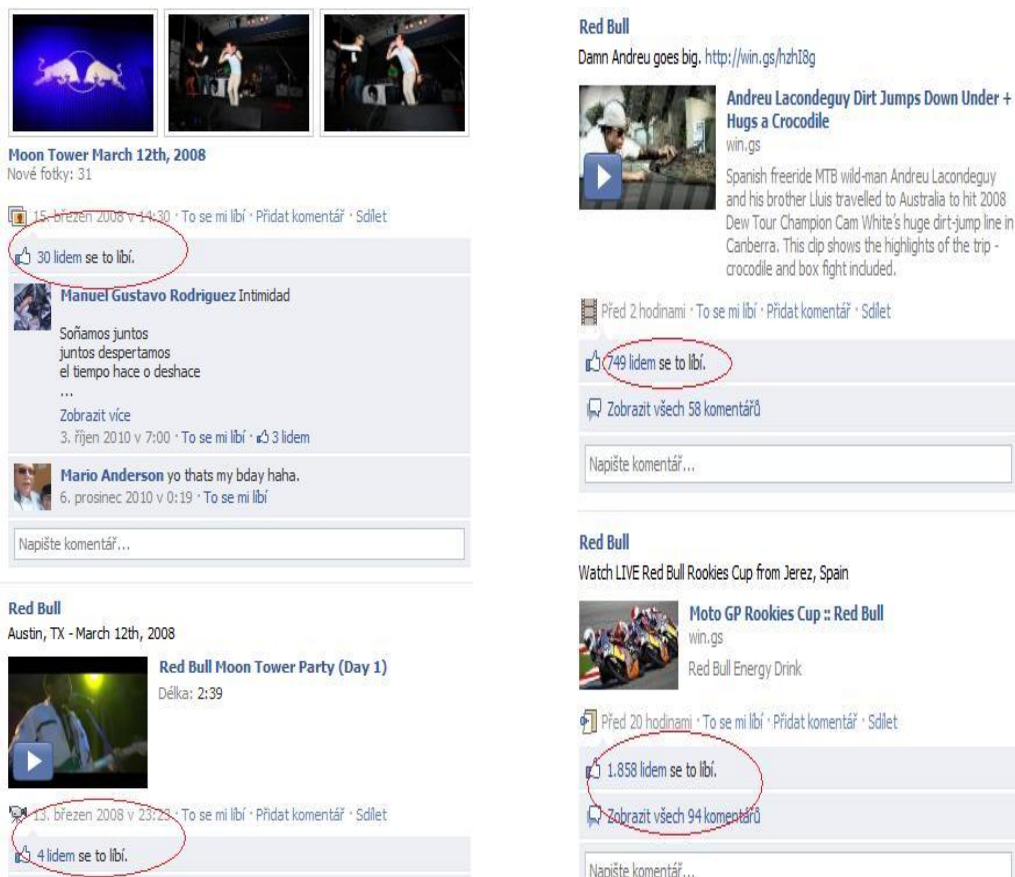 Moon Tower March 12th, 2008
Nové fotky: 31
15. březen 2008 v 14:30 · To se mi líbí · Přidat komentář · Sdílet
30 lidem se to líbí.
Manuel Gustavo Rodriguez Intimidad
Soñamos juntos
juntos despertamos
el tiempo hace o deshace
...
Zobrazit více
3. říjen 2010 v 7:00 · To se mi líbí · 3 lidem
Mario Anderson yo thats my bday haha.
6. prosinec 2010 v 0:19 · To se mi líbí
Napište komentář...
Red Bull
Austin, TX - March 12th, 2008
Red Bull Moon Tower Party (Day 1)
Délka: 2:39
13. březen 2008 v 23:23 · To se mi líbí · Přidat komentář · Sdílet
4 lidem se to líbí.
Red Bull
Damn Andreu goes big. http://win.gs/hzhI8g
Andreu Lacondeguy Dirt Jumps Down Under +
Hugs a Crocodile
win.gs
Spanish freeride MTB wild-man Andreu Lacondeguy
and his brother Lluis travelled to Australia to hit 2008
Dew Tour Champion Cam White's huge dirt-jump line in
Canberra. This clip shows the highlights of the trip -
crocodile and box fight included.
Před 2 hodinami · To se mi líbí · Přidat komentář · Sdílet
749 lidem se to líbí.
Zobrazit všech 58 komentářů
Napište komentář...
Red Bull
Watch LIVE Red Bull Rookies Cup from Jerez, Spain
Moto GP Rookies Cup :: Red Bull
win.gs
Red Bull Energy Drink
Před 20 hodinami · To se mi líbí · Přidat komentář · Sdílet
1.858 lidem se to líbí.
Zobrazit všech 94 komentářů
Napište komentář...